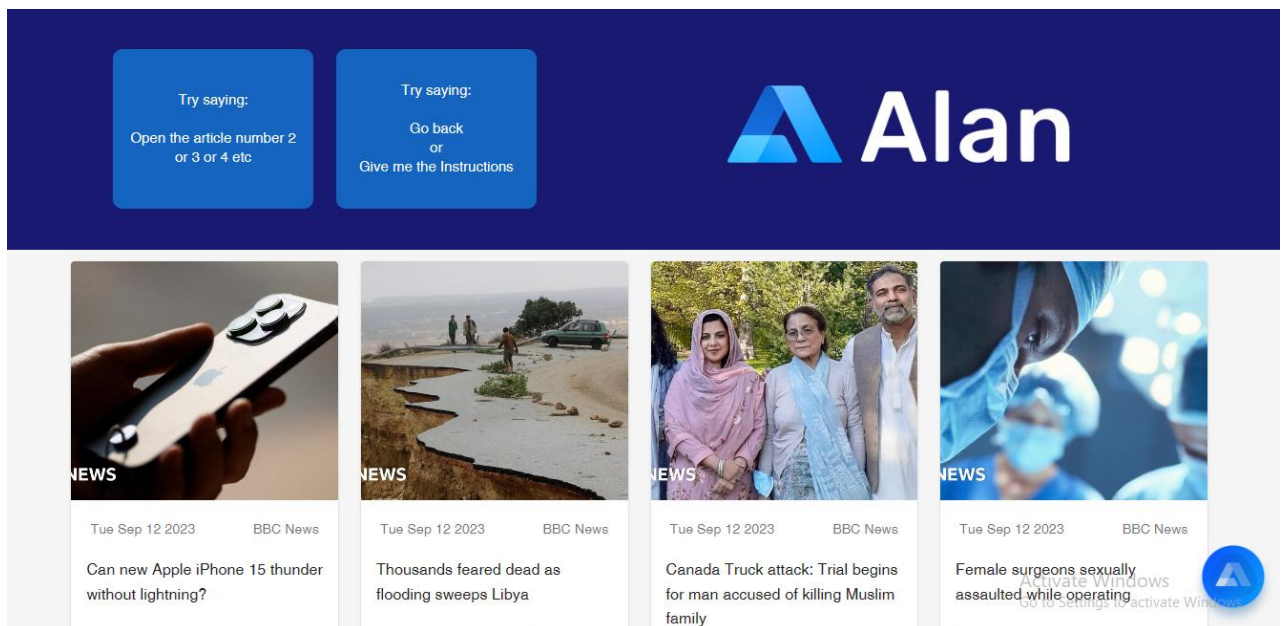 Try saying:
Open the article number 2
or 3 or 4 etc
Try saying:
Go back
or
Give me the Instructions
Alan
NEWS
Tue Sep 12 2023 BBC News
Can new Apple iPhone 15 thunder
without lightning?
NEWS
Tue Sep 12 2023 BBC News
Thousands feared dead as
flooding sweeps Libya
NEWS
Tue Sep 12 2023 BBC News
Canada Truck attack: Trial begins
for man accused of killing Muslim
family
NEWS
Tue Sep 12 2023 BBC News
Female surgeons sexually
assaulted while operating
Activate Windows
Go to Settings to activate Windows.